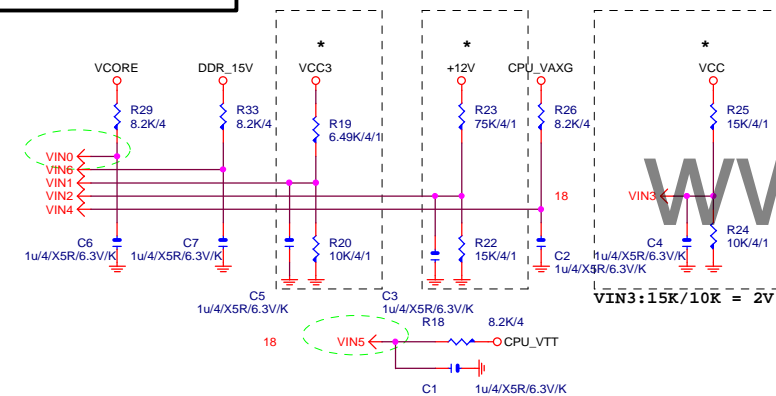 * * *
VCORE DDR_15V VCC3 +12V CPU_VAXG VCC
R29 8.2K/4
R33 8.2K/4
R19 6.49K/4/1
R23 75K/4/1
R26 8.2K/4
R25 15K/4/1
VIN0
VIN6
VIN1
VIN2
VIN4
18
VIN3
C6 1u/4/X5R/6.3V/K
C7 1u/4/X5R/6.3V/K
R20 10K/4/1
R22 15K/4/1
C2 1u/4/X5R/6.3V/K
C4 1u/4/X5R/6.3V/K
R24 10K/4/1
C5 1u/4/X5R/6.3V/K
C3 1u/4/X5R/6.3V/K
VIN3:15K/10K = 2V
18
VIN5
R18 8.2K/4
CPU_VTT
C1 1u/4/X5R/6.3V/K